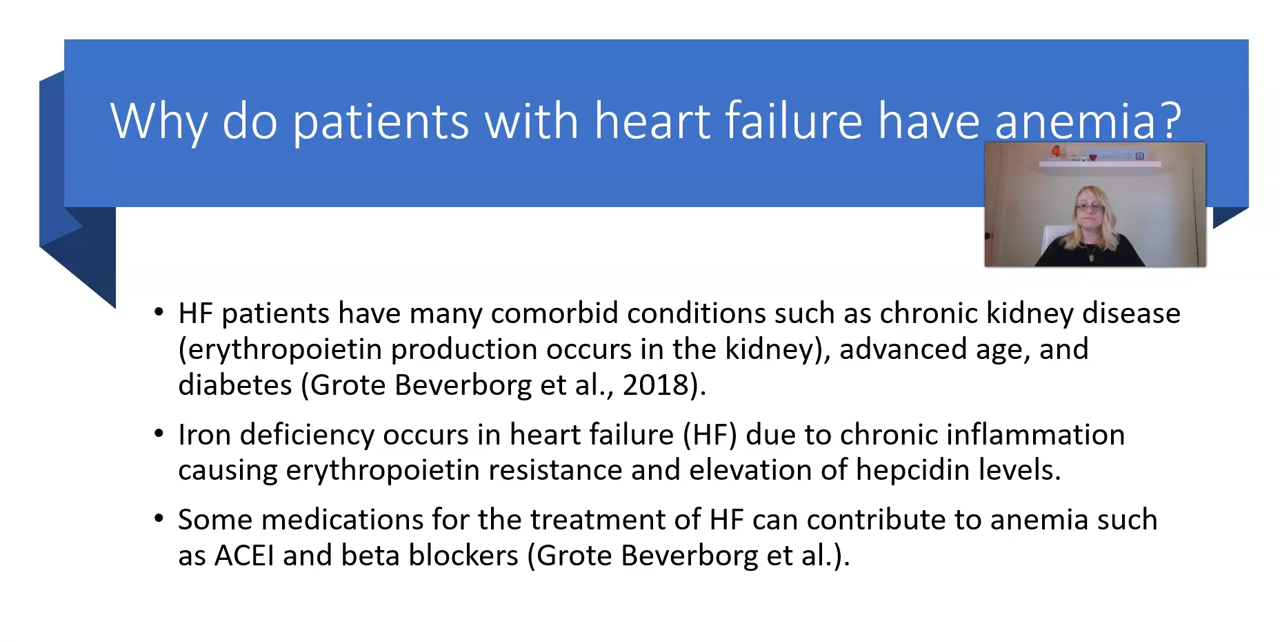 Why do patients with heart failure have anemia?
• HF patients have many comorbid conditions such as chronic kidney disease
(erythropoietin production occurs in the kidney), advanced age, and
diabetes (Grote Beverborg et al., 2018).
• Iron deficiency occurs in heart failure (HF) due to chronic inflammation
causing erythropoietin resistance and elevation of hepcidin levels.
• Some medications for the treatment of HF can contribute to anemia such
as ACEI and beta blockers (Grote Beverborg et al.).